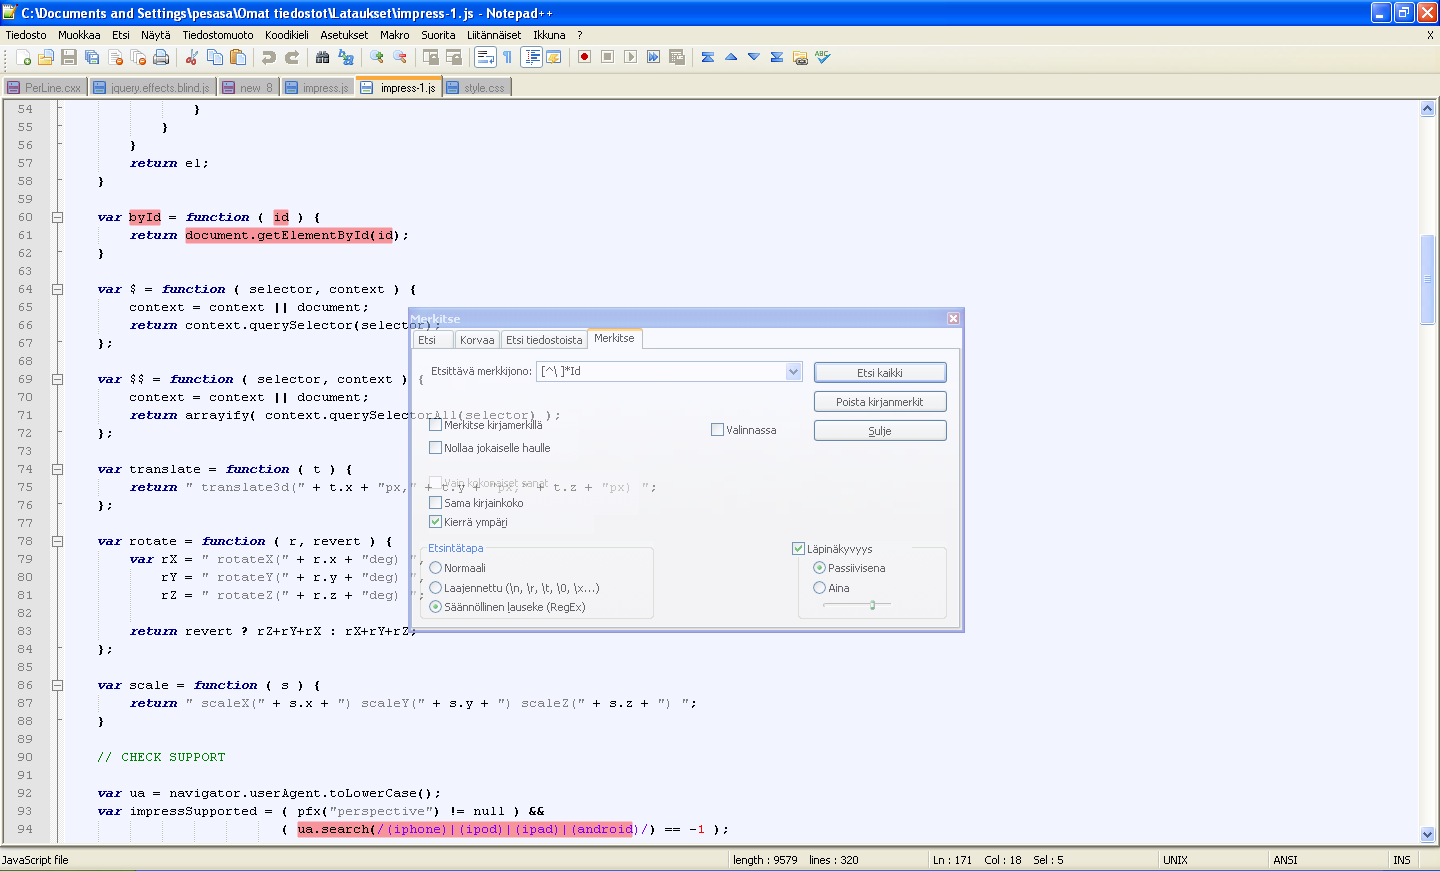 C:\Documents and Settings\pesasa\Omat tiedostot\Lataukset\impress-1.js - Notepad++
Tiedosto Muokkaa Etsi Näytä Tiedostomuoto Koodikieli Asetukset Makro Suorita Liitännäiset Ikkuna ? X
PerLine.cxx jquery.effects.blind.js new 8 impress.js impress-1.js style.css
54 }
55 }
56 }
57 return el;
58 }
59
60 var byId = function ( id ) {
61 return document.getElementById(id);
62 }
63
64 var $ = function ( selector, context ) {
65 context = context || document;
66 return context.querySelector(selector);
67 };
68
69 var $$ = function ( selector, context ) {
70 context = context || document;
71 return arrayify( context.querySelectorAll(selector) );
72 };
73
74 var translate = function ( t ) {
75 return " translate3d(" + t.x + "px," + t.y + "px," + t.z + "px) ";
76 };
77
78 var rotate = function ( r, revert ) {
79 var rX = " rotateX(" + r.x + "deg) ",
80 rY = " rotateY(" + r.y + "deg) ",
81 rZ = " rotateZ(" + r.z + "deg) ";
82
83 return revert ? rZ+rY+rX : rX+rY+rZ;
84 };
85
86 var scale = function ( s ) {
87 return " scaleX(" + s.x + ") scaleY(" + s.y + ") scaleZ(" + s.z + ") ";
88 }
89
90 // CHECK SUPPORT
91
92 var ua = navigator.userAgent.toLowerCase();
93 var impressSupported = ( pfx("perspective") != null ) &&
94 ( ua.search(/(iphone)|(ipod)|(ipad)|(android)/) == -1 );
Merkitse
Etsi Korvaa Etsi tiedostoista Merkitse
Etsittävä merkkijono: [^\ ]*Id Etsi kaikki
Poista kirjanmerkit
Merkitse kirjamerkillä Valinnassa Sulje
Nollaa jokaiselle haulle
Vain kokonaiset sanat
Sama kirjainkoko
Kierrä ympäri
Etsintätapa Läpinäkyvyys
Normaali Passiivisena
Laajennettu (\n, \r, \t, \0, \x...) Aina
Säännöllinen lauseke (RegEx)
JavaScript file length : 9579 lines : 320 Ln : 171 Col : 18 Sel : 5 UNIX ANSI INS